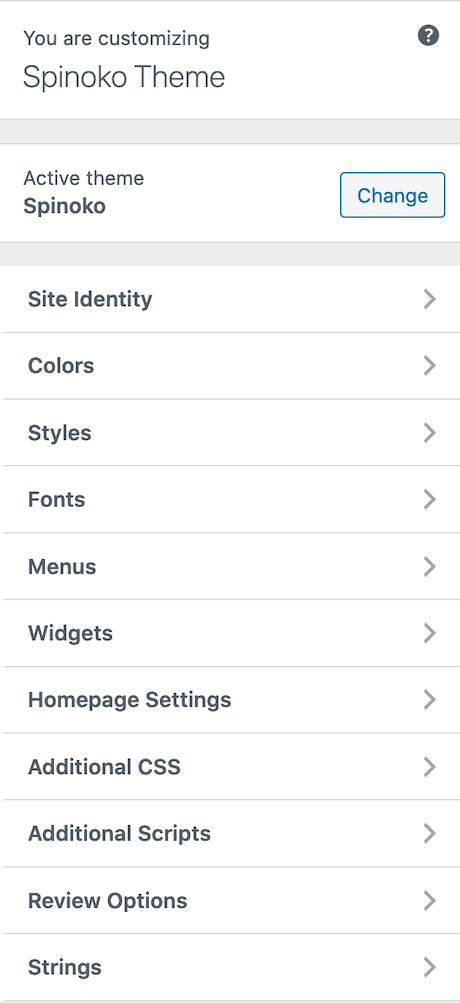 You are customizing
Spinoko Theme
Active theme
Spinoko
Change
Site Identity
Colors
Styles
Fonts
Menus
Widgets
Homepage Settings
Additional CSS
Additional Scripts
Review Options
Strings